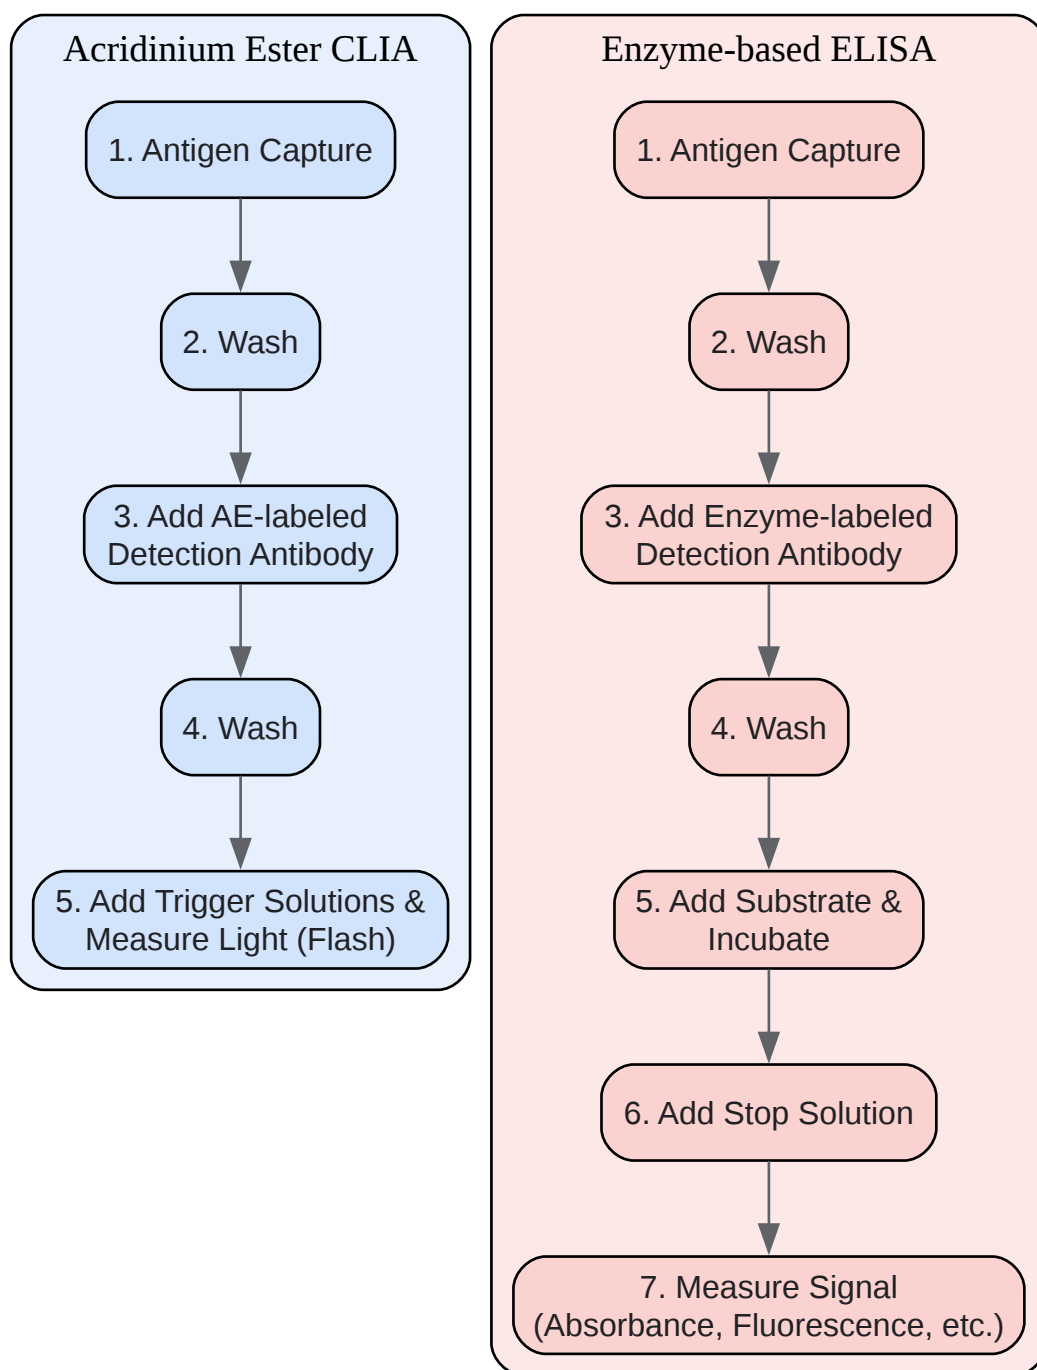 Acridinium Ester CLIA
1. Antigen Capture
2. Wash
3. Add AE-labeled
Detection Antibody
4. Wash
5. Add Trigger Solutions &
Measure Light (Flash)
Enzyme-based ELISA
1. Antigen Capture
2. Wash
3. Add Enzyme-labeled
Detection Antibody
4. Wash
5. Add Substrate &
Incubate
6. Add Stop Solution
7. Measure Signal
(Absorbance, Fluorescence, etc.)